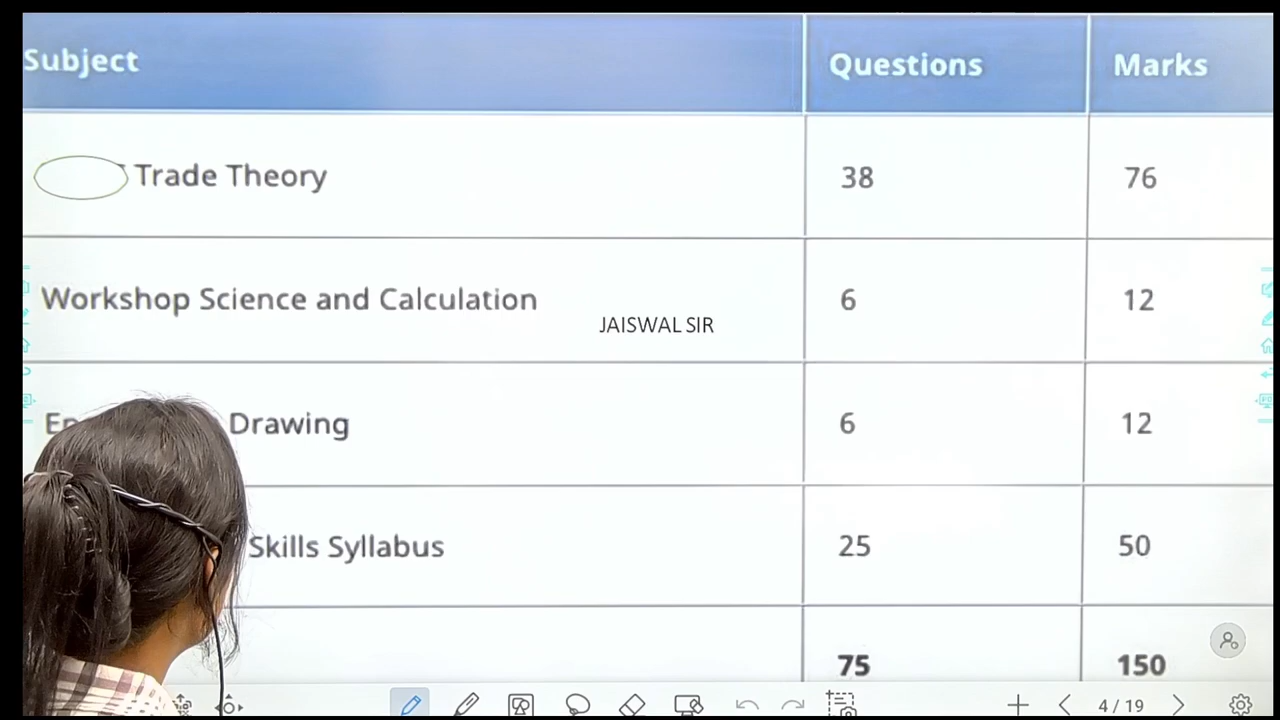 Subject Questions Marks
Trade Theory 38 76
Workshop Science and Calculation 6 12
JAISWAL SIR
Drawing 6 12
Skills Syllabus 25 50
75 150
4 / 19